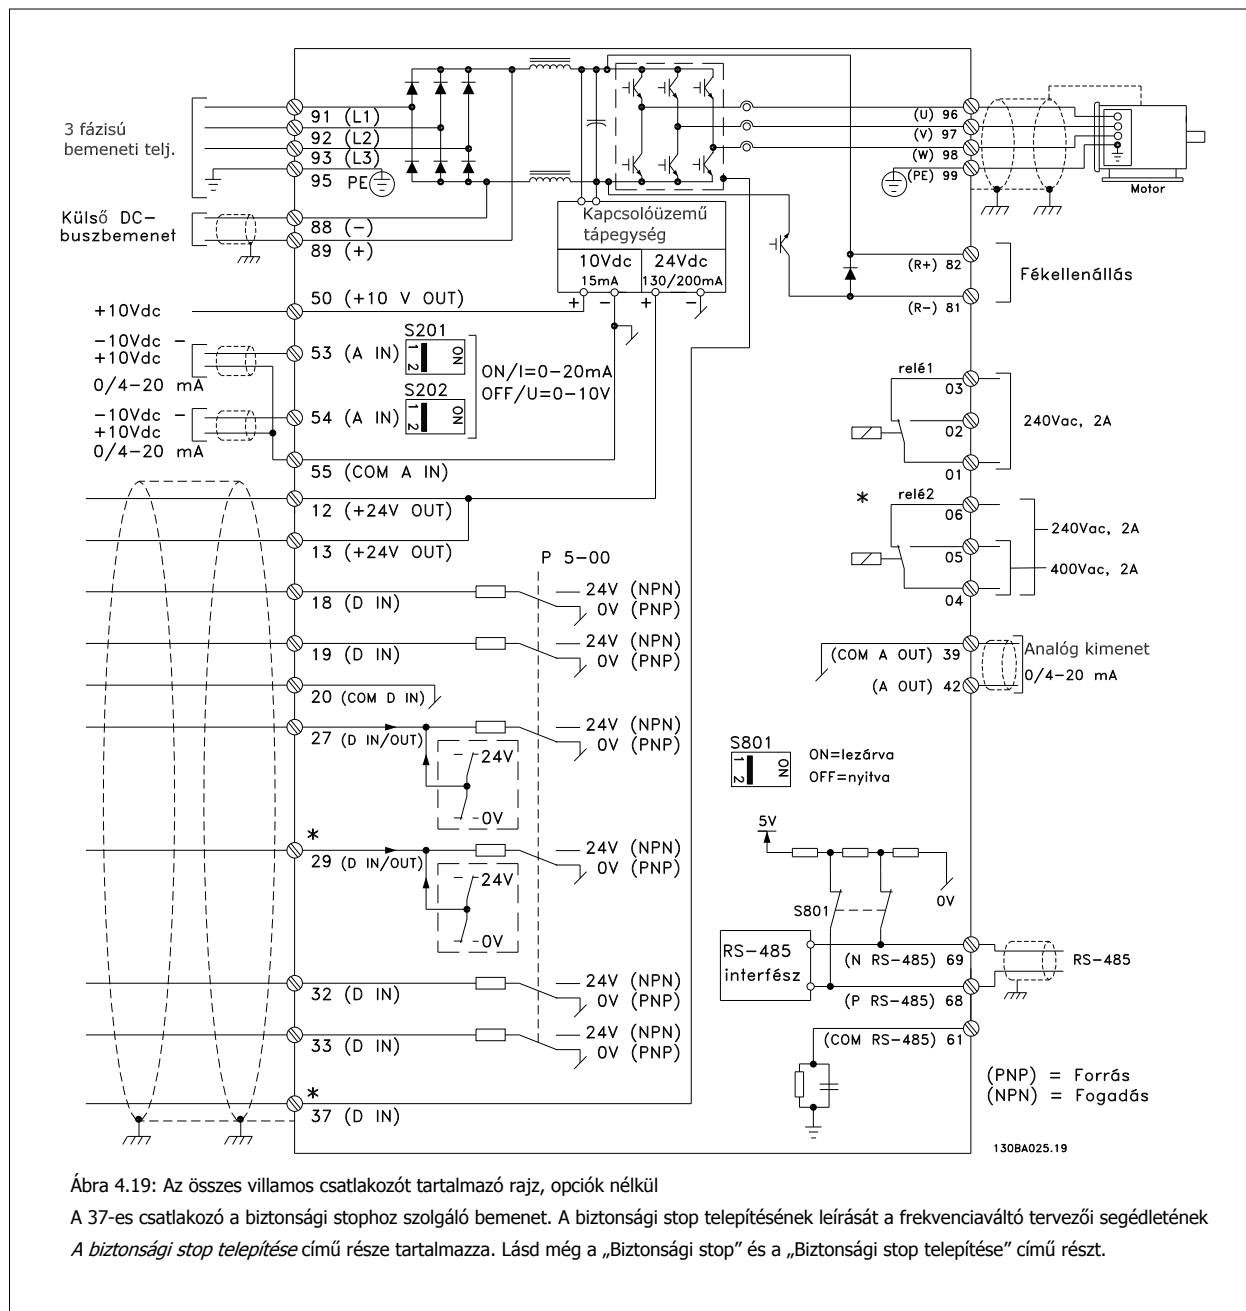 3 fázisú
bemeneti telj.
91 (L1)
92 (L2)
93 (L3)
95 PE
Külső DC-
buszbemenet
88 (−)
89 (+)
+10Vdc
50 (+10 V OUT)
−10Vdc −
+10Vdc
0/4−20 mA
53 (A IN)
−10Vdc −
+10Vdc
0/4−20 mA
54 (A IN)
55 (COM A IN)
S201
1
2
ON
S202
1
2
ON
ON/I=0−20mA
OFF/U=0−10V
Kapcsolóüzemű
tápegység
10Vdc
15mA
24Vdc
130/200mA
+ − + −
(U) 96
(V) 97
(W) 98
(PE) 99
Motor
(R+) 82
(R−) 81
Fékellenállás
relé1
03
02
01
240Vac, 2A
*
relé2
06
05
04
240Vac, 2A
400Vac, 2A
12 (+24V OUT)
13 (+24V OUT)
P 5-00
18 (D IN)
24V (NPN)
0V (PNP)
19 (D IN)
24V (NPN)
0V (PNP)
20 (COM D IN)
27 (D IN/OUT)
24V (NPN)
0V (PNP)
24V
0V
*
29 (D IN/OUT)
24V (NPN)
0V (PNP)
24V
0V
32 (D IN)
24V (NPN)
0V (PNP)
33 (D IN)
24V (NPN)
0V (PNP)
*
37 (D IN)
(COM A OUT) 39
(A OUT) 42
Analóg kimenet
0/4−20 mA
S801
1
2
ON
ON=lezárva
OFF=nyitva
5V
0V
S801
RS-485
interfész
(N RS-485) 69
(P RS-485) 68
(COM RS-485) 61
RS-485
(PNP) = Forrás
(NPN) = Fogadás
130BA025.19
Ábra 4.19: Az összes villamos csatlakozót tartalmazó rajz, opciók nélkül
A 37-es csatlakozó a biztonsági stophoz szolgáló bemenet. A biztonsági stop telepítésének leírását a frekvenciaváltó tervezői segédletének
A biztonsági stop telepítése című része tartalmazza. Lásd még a „Biztonsági stop” és a „Biztonsági stop telepítése” című részt.